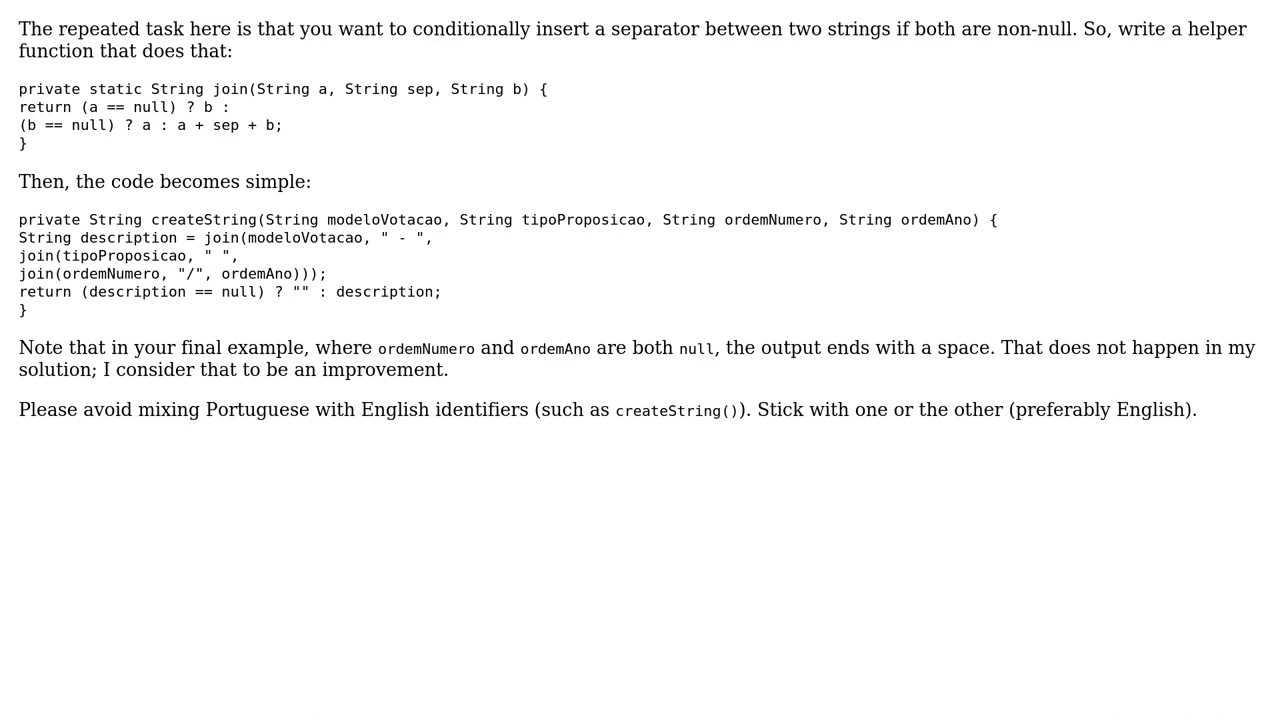 The repeated task here is that you want to conditionally insert a separator between two strings if both are non-null. So, write a helper
function that does that:
private static String join(String a, String sep, String b) {
return (a == null) ? b :
(b == null) ? a : a + sep + b;
}
Then, the code becomes simple:
private String createString(String modeloVotacao, String tipoProposicao, String ordemNumero, String ordemAno) {
String description = join(modeloVotacao, " - ",
join(tipoProposicao, " ",
join(ordemNumero, "/", ordemAno)));
return (description == null) ? "" : description;
}
Note that in your final example, where ordemNumero and ordemAno are both null, the output ends with a space. That does not happen in my
solution; I consider that to be an improvement.
Please avoid mixing Portuguese with English identifiers (such as createString()). Stick with one or the other (preferably English).